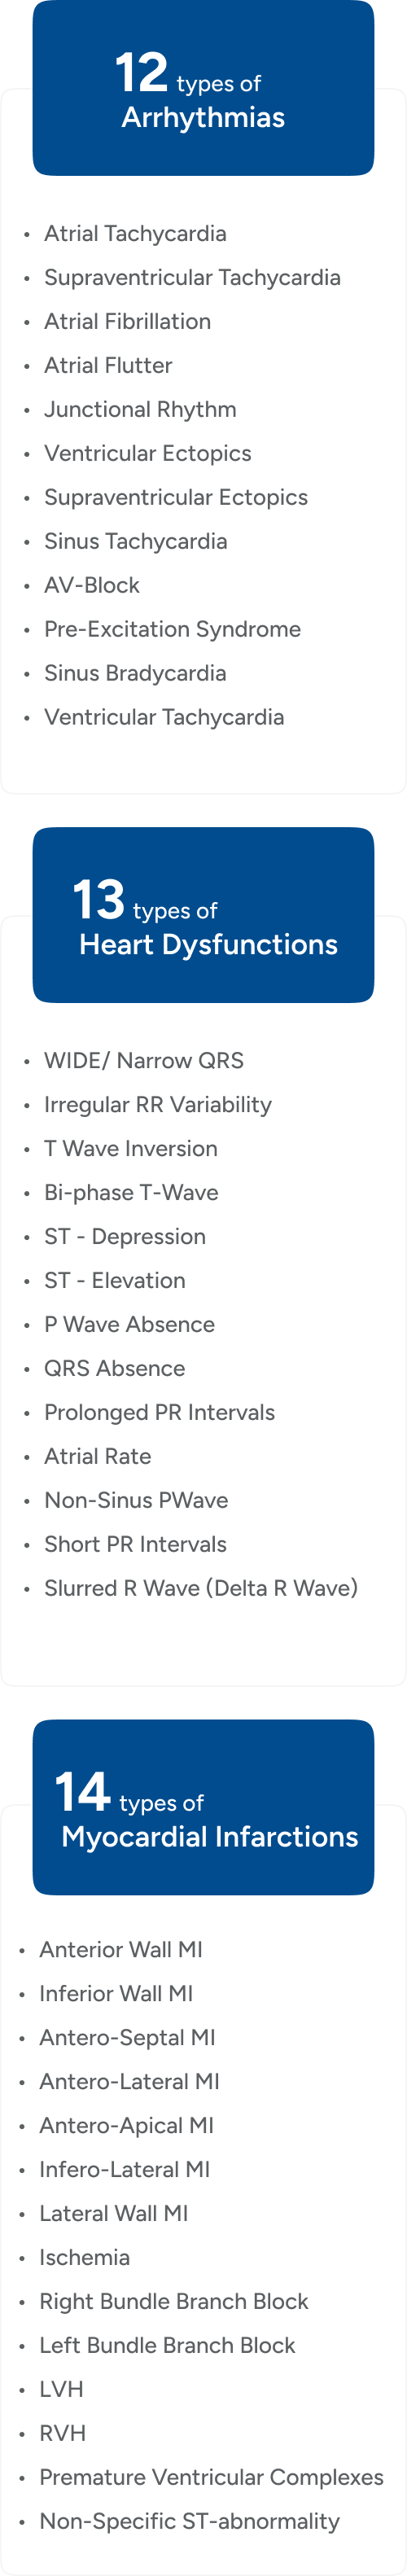 12 types of
Arrhythmias
• Atrial Tachycardia
• Supraventricular Tachycardia
• Atrial Fibrillation
• Atrial Flutter
• Junctional Rhythm
• Ventricular Ectopics
• Supraventricular Ectopics
• Sinus Tachycardia
• AV-Block
• Pre-Excitation Syndrome
• Sinus Bradycardia
• Ventricular Tachycardia
13 types of
Heart Dysfunctions
• WIDE/ Narrow QRS
• Irregular RR Variability
• T Wave Inversion
• Bi-phase T-Wave
• ST - Depression
• ST - Elevation
• P Wave Absence
• QRS Absence
• Prolonged PR Intervals
• Atrial Rate
• Non-Sinus PWave
• Short PR Intervals
• Slurred R Wave (Delta R Wave)
14 types of
Myocardial Infarctions
• Anterior Wall MI
• Inferior Wall MI
• Antero-Septal MI
• Antero-Lateral MI
• Antero-Apical MI
• Infero-Lateral MI
• Lateral Wall MI
• Ischemia
• Right Bundle Branch Block
• Left Bundle Branch Block
• LVH
• RVH
• Premature Ventricular Complexes
• Non-Specific ST-abnormality